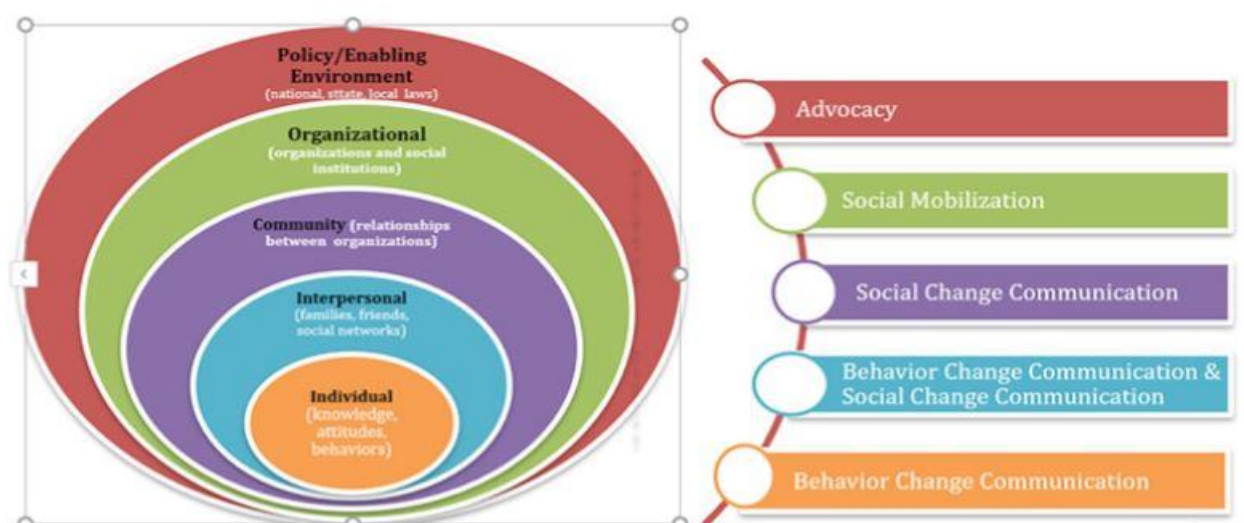 Policy/Enabling
Environment
(national, sttate, local laws)
Organizational
(organizations and social
institutions)
Community (relationships
between organizations)
Interpersonal
(families, friends,
social networks)
Individual
(knowledge,
attitudes,
behaviors)
Advocacy
Social Mobilization
Social Change Communication
Behavior Change Communication &
Social Change Communication
Behavior Change Communication